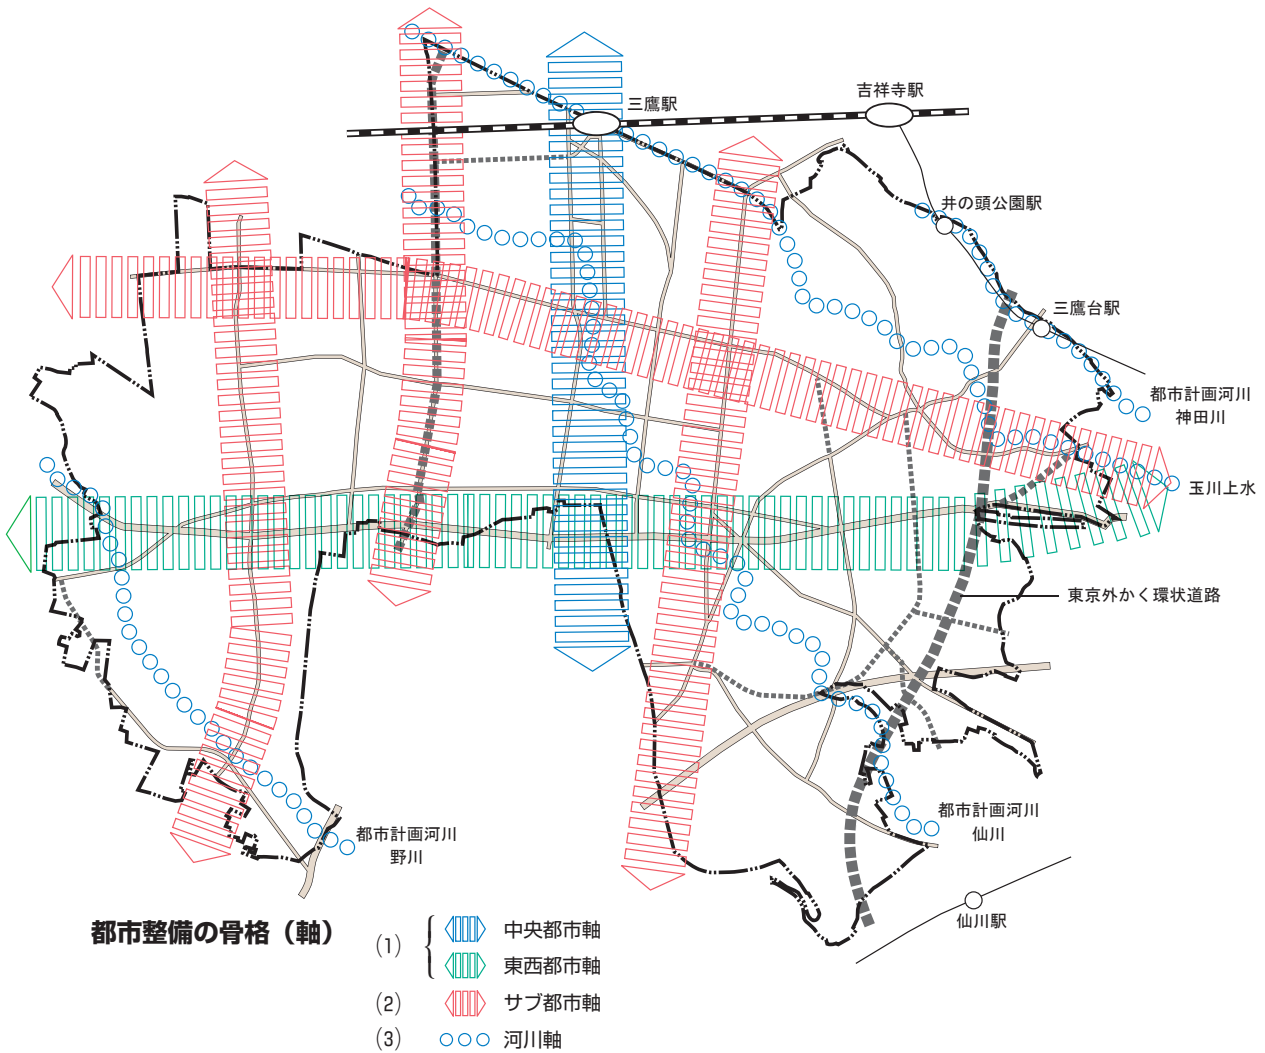 三鷹駅
吉祥寺駅
井の頭公園駅
三鷹台駅
都市計画河川
神田川
玉川上水
東京外かく環状道路
都市計画河川
仙川
都市計画河川
野川
仙川駅
都市整備の骨格（軸）
（1）
中央都市軸
東西都市軸
（2）
サブ都市軸
（3）
河川軸